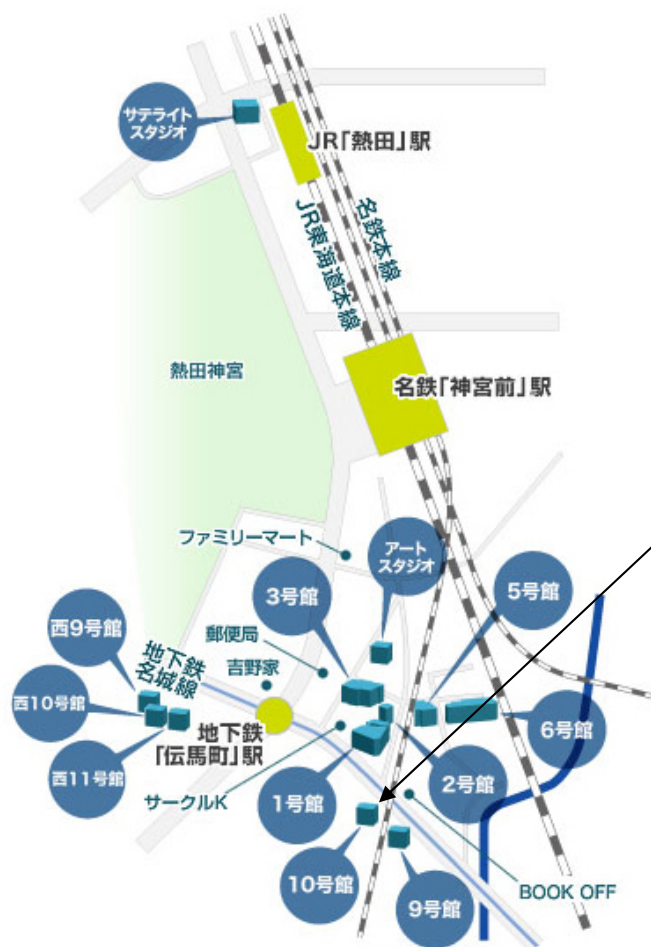 サテライト
スタジオ
JR「熱田」駅
名鉄本線
JR東海道本線
熱田神宮
名鉄「神宮前」駅
ファミリーマート
アート
スタジオ
3号館
5号館
西9号館
郵便局
地下鉄
名城線
吉野家
西10号館
地下鉄
「伝馬町」駅
6号館
西11号館
サークルK
1号館
2号館
10号館
9号館
BOOK OFF